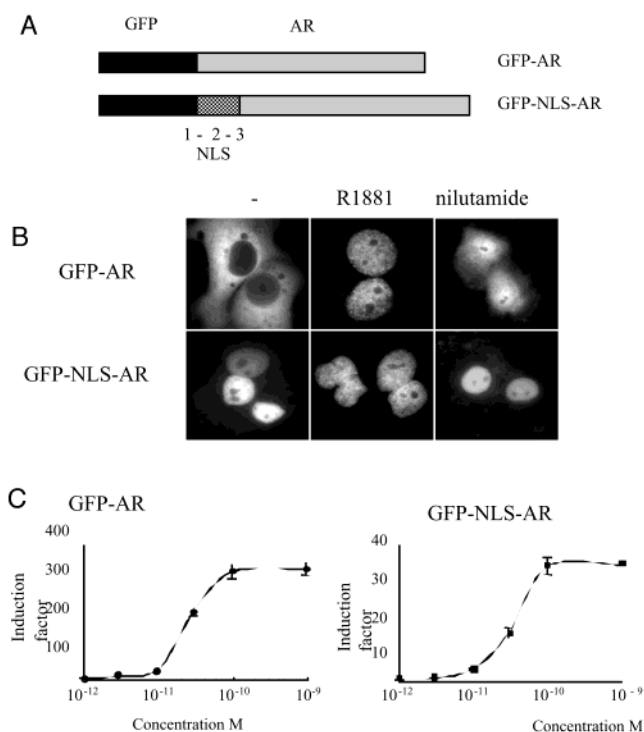 A
GFP AR
GFP-AR
GFP-NLS-AR
1 - 2 - 3
NLS
- R1881 nilutamide
B
GFP-AR
GFP-NLS-AR
C
GFP-AR
400
300
200
100
Induction
factor
10-12 10-11 10-10 10-9
Concentration M
GFP-NLS-AR
40
30
20
10
Induction
factor
10-12 10-11 10-10 10 - 9
Concentration M